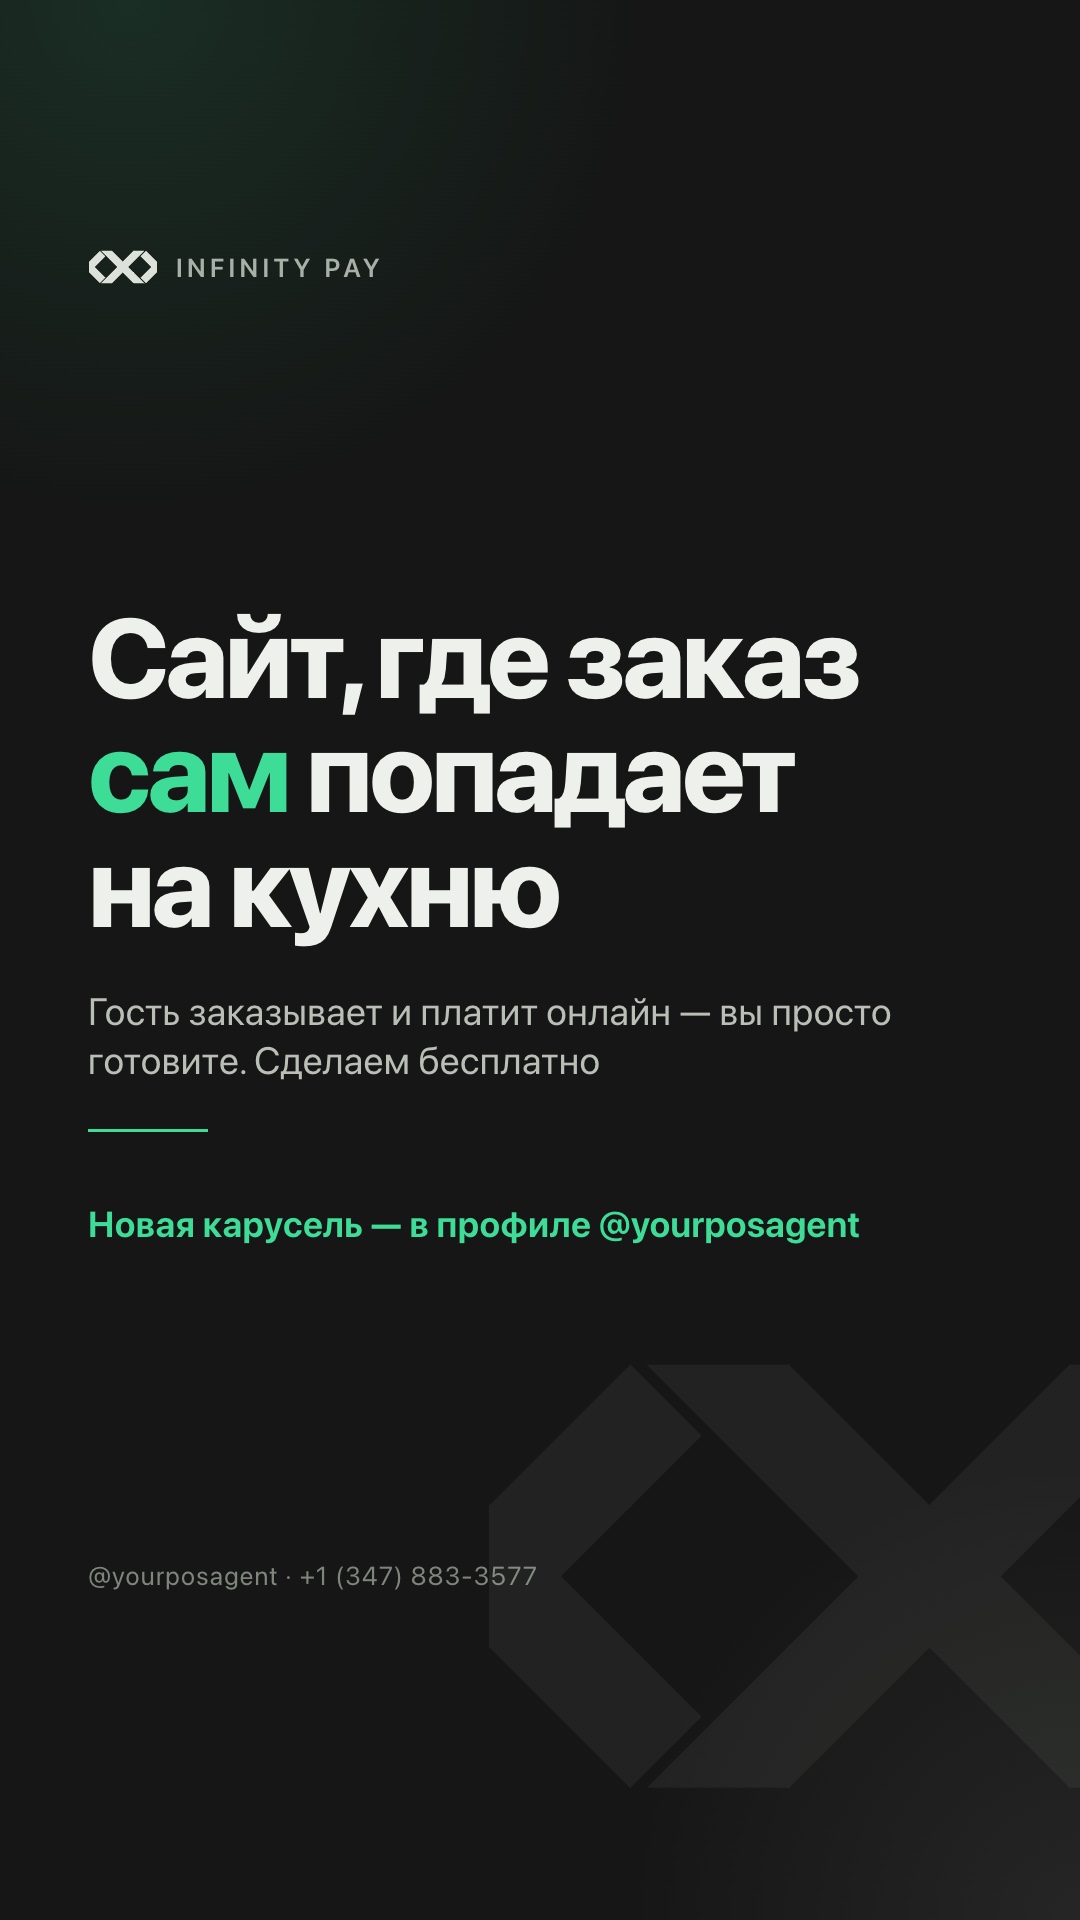 INFINITY PAY
Сайт, где заказ
сам попадает
на кухню
Гость заказывает и платит онлайн — вы просто
готовите. Сделаем бесплатно
Новая карусель — в профиле @yourposagent
@yourposagent · +1 (347) 883-3577